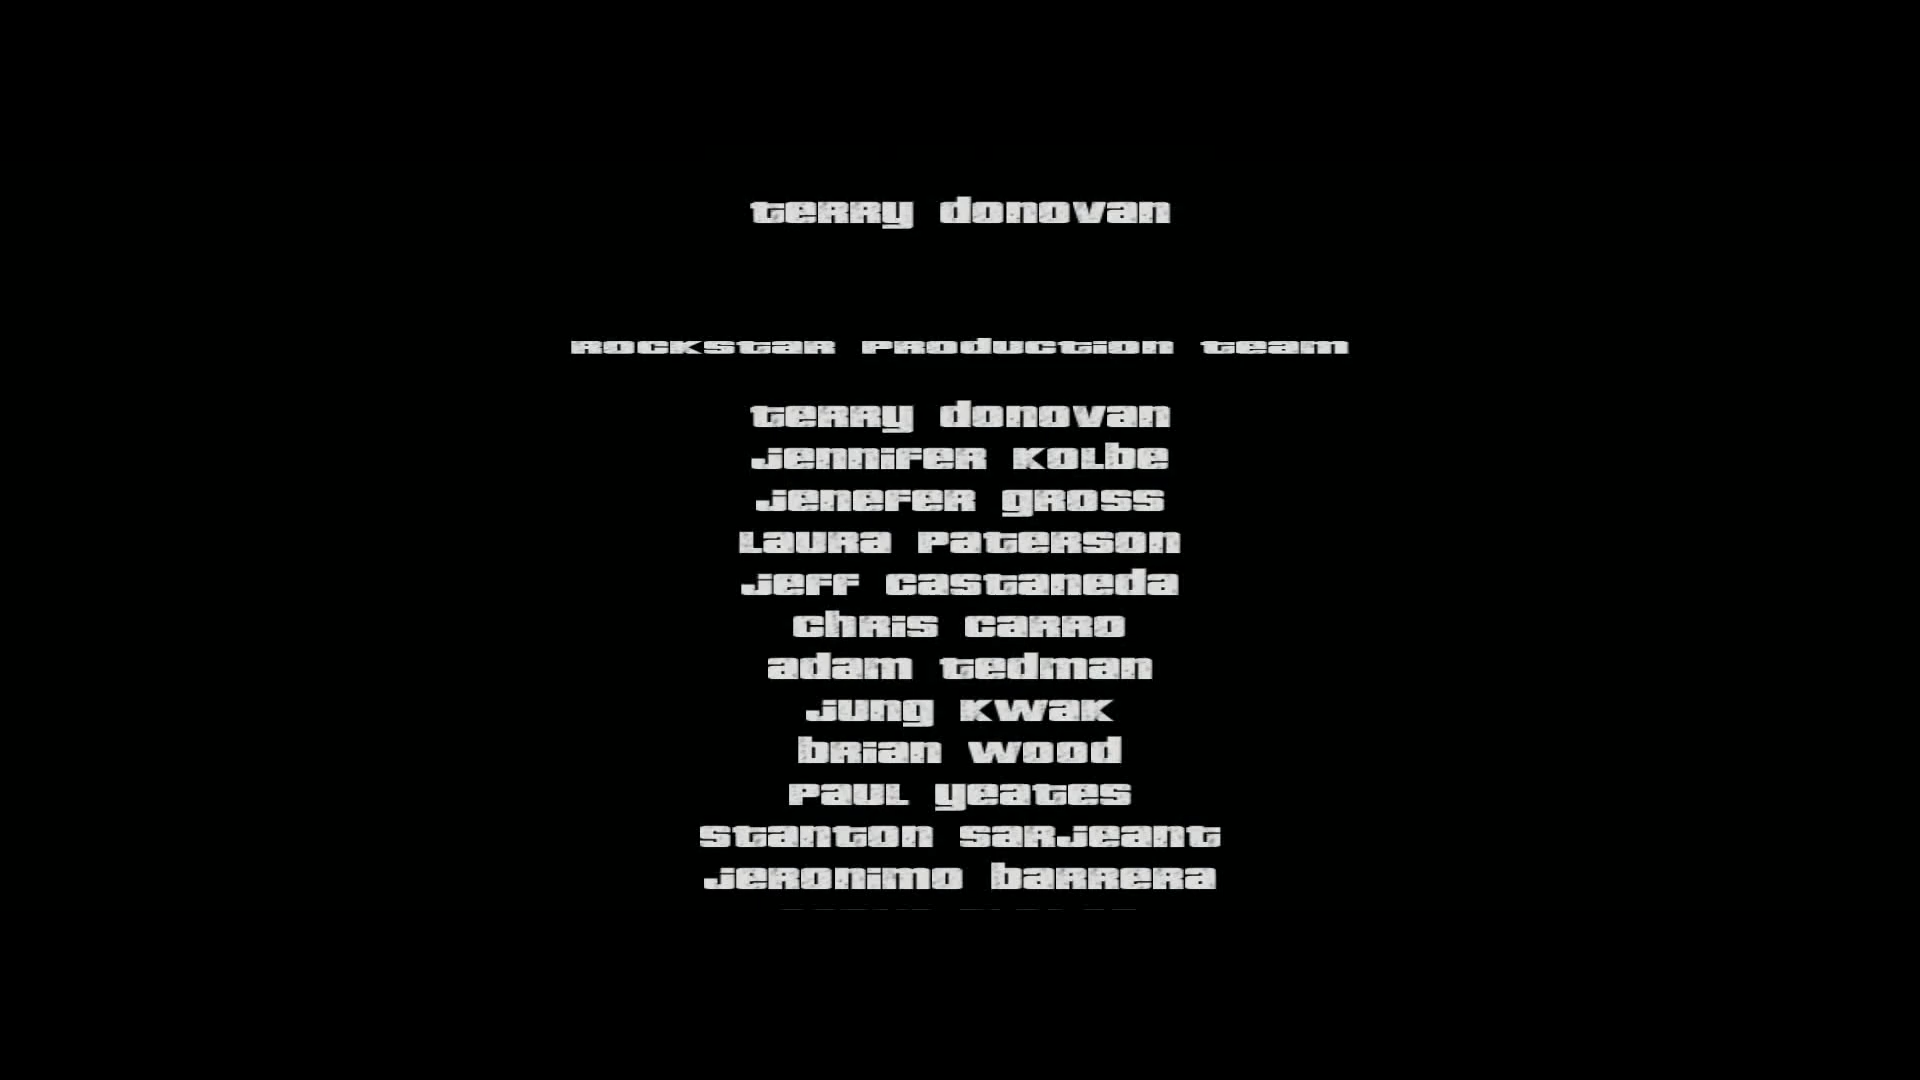 terry donovan
Rockstar Production team
terry donovan
jennifer kolbe
jenefer gross
Laura Paterson
jeff castaneda
chris carro
adam tedman
jung kwak
brian wood
Paul yeates
stanton sarjeant
jeronimo barrera